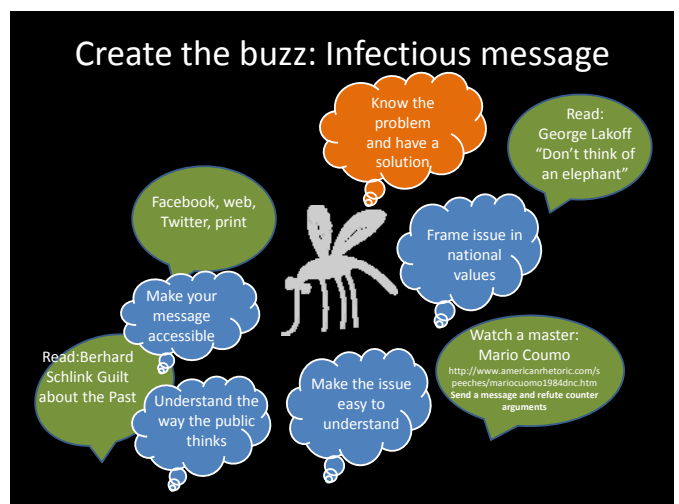 Create the buzz: Infectious message
Know the
problem
and have a
solution
Read:
George Lakoff
“Don’t think of
an elephant”
Facebook, web,
Twitter, print
Frame issue in
national
values
Make your
message
accessible
Watch a master:
Mario Coumo
http://www.americanrhetoric.com/s
peeches/mariocuomo1984dnc.htm
Send a message and refute counter
arguments
Read:Berhard
Schlink Guilt
about the Past
Understand the
way the public
thinks
Make the issue
easy to
understand